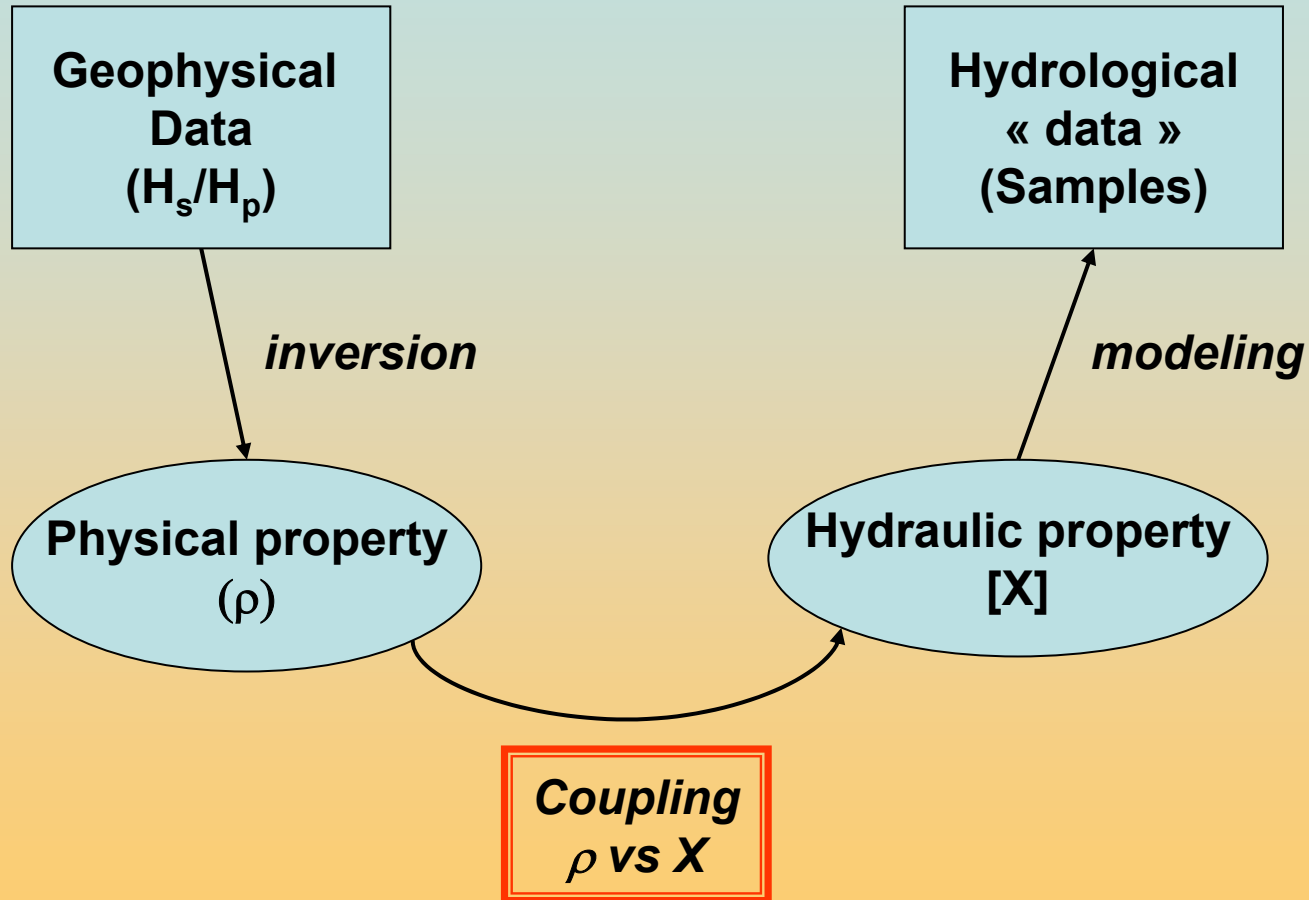 Geophysical
Data
(Hₛ/Hₚ)
Hydrological
« data »
(Samples)
inversion
modeling
Physical property
(ρ)
Hydraulic property
[X]
Coupling
ρ vs X